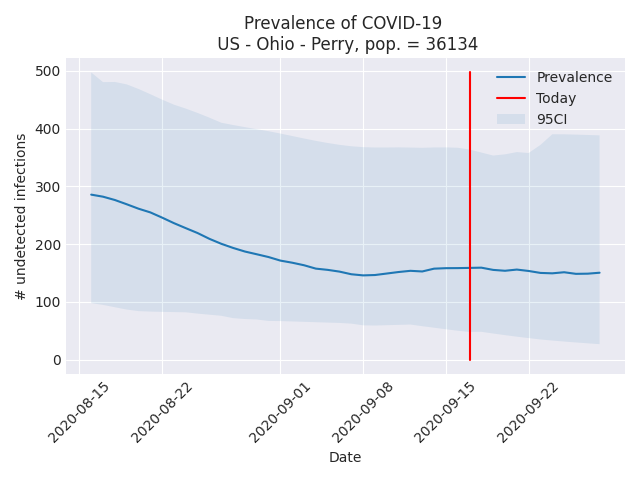 Prevalence of COVID-19
US - Ohio - Perry, pop. = 36134
500
400
300
200
100
0
# undetected infections
Prevalence
Today
95CI
2020-08-15
2020-08-22
2020-09-01
2020-09-08
2020-09-15
2020-09-22
Date